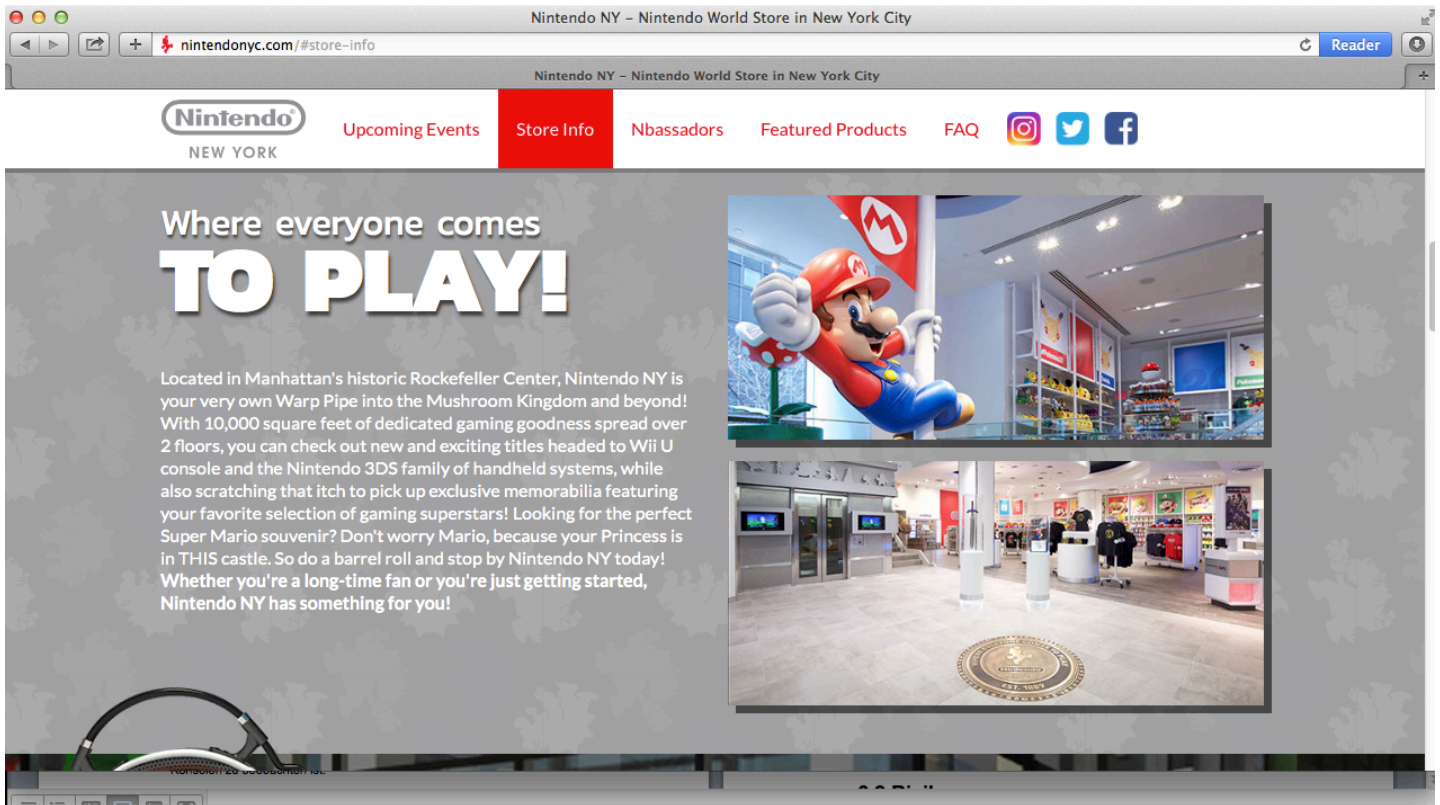 Nintendo NY – Nintendo World Store in New York City
nintendonyc.com/#store-info
Reader
Nintendo NY – Nintendo World Store in New York City
Nintendo
NEW YORK
Upcoming Events
Store Info
Nbassadors
Featured Products
FAQ
Where everyone comes
TO PLAY!
Located in Manhattan's historic Rockefeller Center, Nintendo NY is
your very own Warp Pipe into the Mushroom Kingdom and beyond!
With 10,000 square feet of dedicated gaming goodness spread over
2 floors, you can check out new and exciting titles headed to Wii U
console and the Nintendo 3DS family of handheld systems, while
also scratching that itch to pick up exclusive memorabilia featuring
your favorite selection of gaming superstars! Looking for the perfect
Super Mario souvenir? Don't worry Mario, because your Princess is
in THIS castle. So do a barrel roll and stop by Nintendo NY today!
Whether you're a long-time fan or you're just getting started,
Nintendo NY has something for you!
M
M
Nintendo
EST. 1889